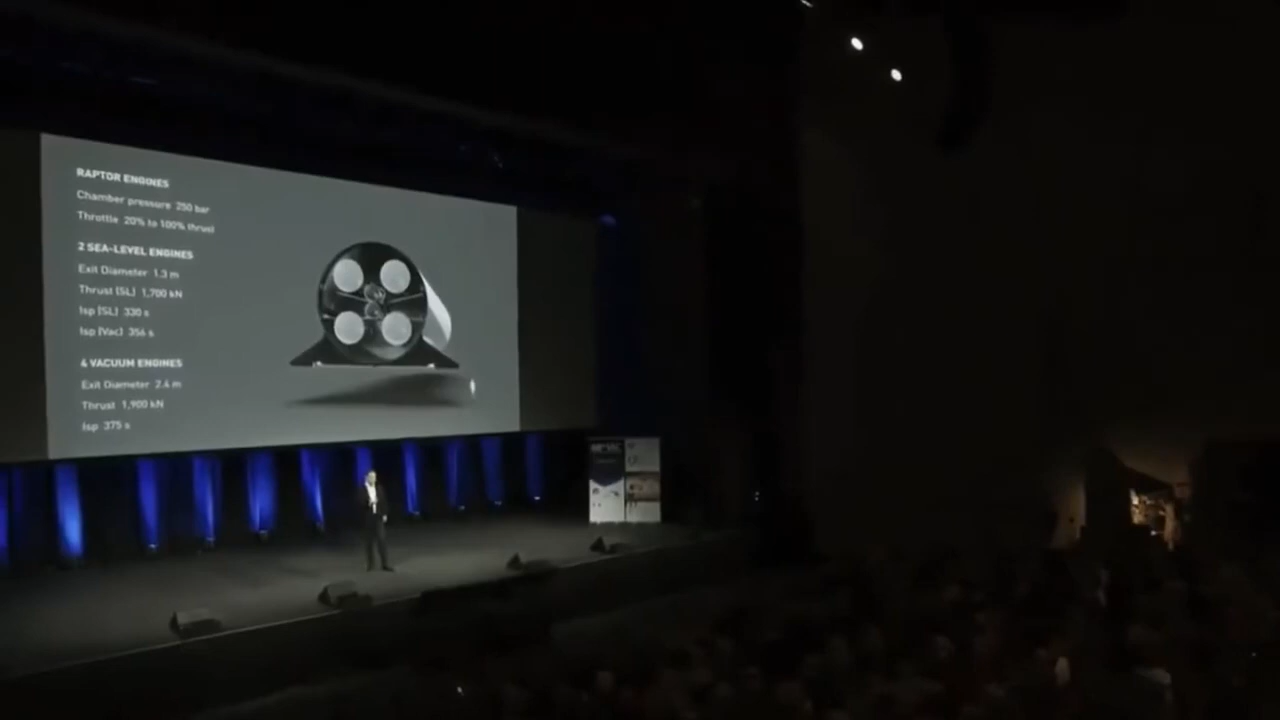 RAPTOR ENGINES
Chamber pressure 250 bar
Throttle 20% to 100% thrust
2 SEA-LEVEL ENGINES
Exit Diameter 1.3 m
Thrust (SL) 1,700 kN
Isp (SL) 330 s
Isp (Vac) 356 s
4 VACUUM ENGINES
Exit Diameter 2.4 m
Thrust 1,900 kN
Isp 375 s